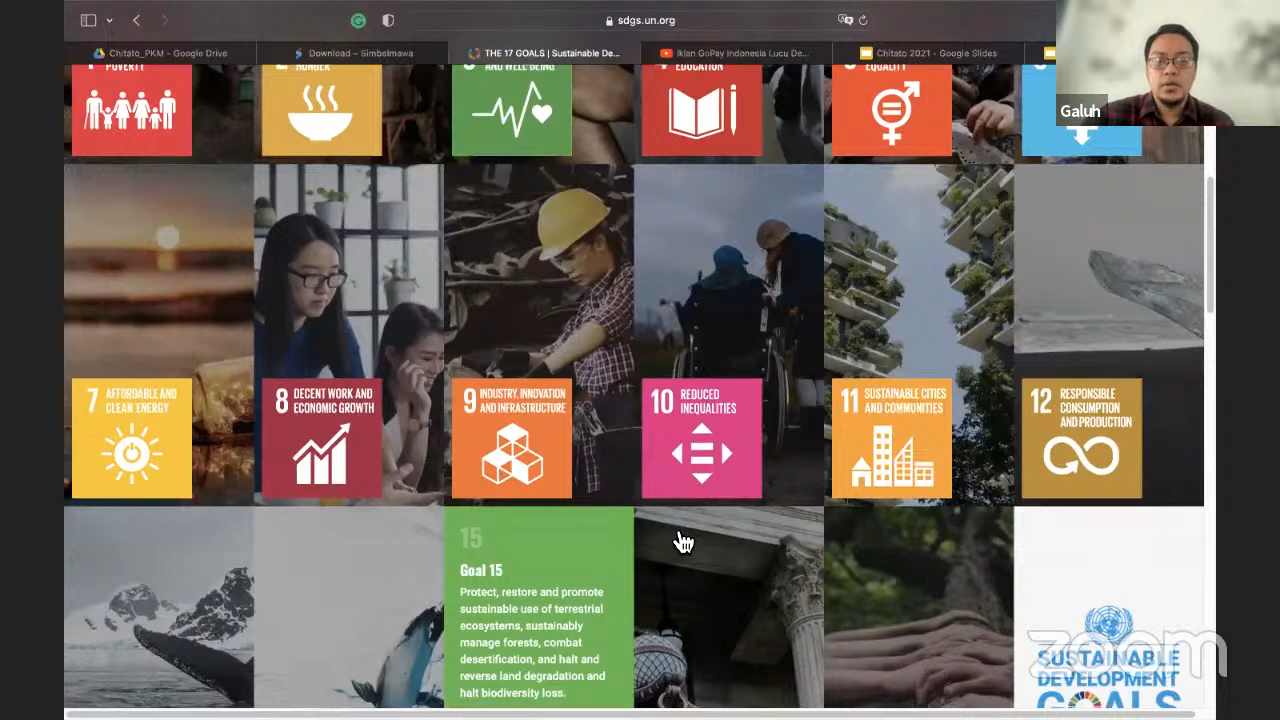 sdgs.un.org
Chitato_PKM - Google Drive
Download – Simbelmawa
THE 17 GOALS | Sustainable De...
Iklan GoPay Indonesia Lucu De...
Chitato 2021 - Google Slides
Galuh
POVERTY
HUNGER
AND WELL-BEING
EDUCATION
EQUALITY
7 AFFORDABLE AND
CLEAN ENERGY
8 DECENT WORK AND
ECONOMIC GROWTH
9 INDUSTRY, INNOVATION
AND INFRASTRUCTURE
10 REDUCED
INEQUALITIES
11 SUSTAINABLE CITIES
AND COMMUNITIES
12 RESPONSIBLE
CONSUMPTION
AND PRODUCTION
15
Goal 15
Protect, restore and promote
sustainable use of terrestrial
ecosystems, sustainably
manage forests, combat
desertification, and halt and
reverse land degradation and
halt biodiversity loss.
zoom
SUSTAINABLE
DEVELOPMENT
GOALS